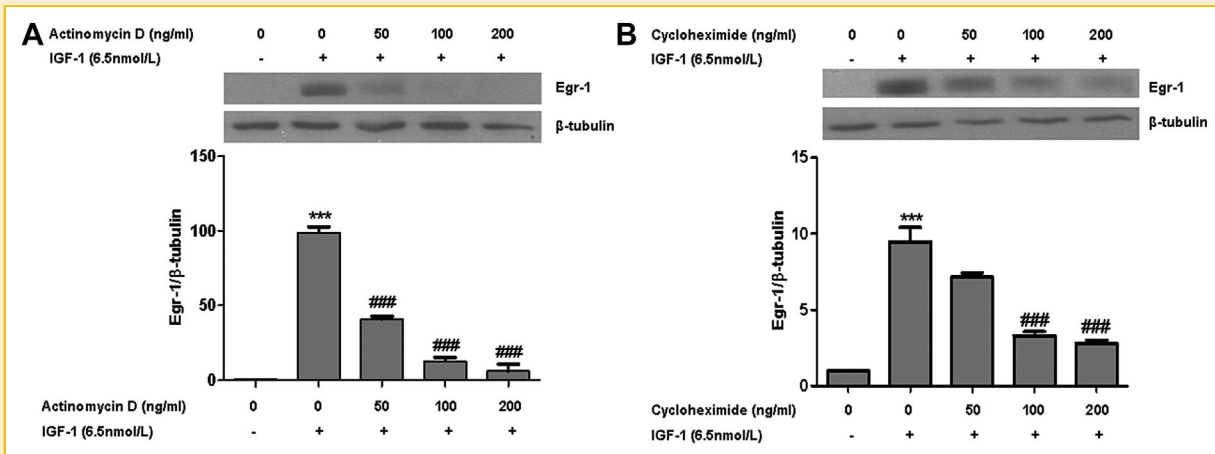 A
Actinomycin D (ng/ml) 0 0 50 100 200
IGF-1 (6.5nmol/L) - + + + +
Egr-1
β-tubulin
Egr-1/β-tubulin
150
100
50
0
***
###
###
###
Actinomycin D (ng/ml) 0 0 50 100 200
IGF-1 (6.5nmol/L) - + + + +
B
Cycloheximide (ng/ml) 0 0 50 100 200
IGF-1 (6.5nmol/L) - + + + +
Egr-1
β-tubulin
Egr-1/β-tubulin
15
10
5
0
***
###
###
Cycloheximide (ng/ml) 0 0 50 100 200
IGF-1 (6.5nmol/L) - + + + +